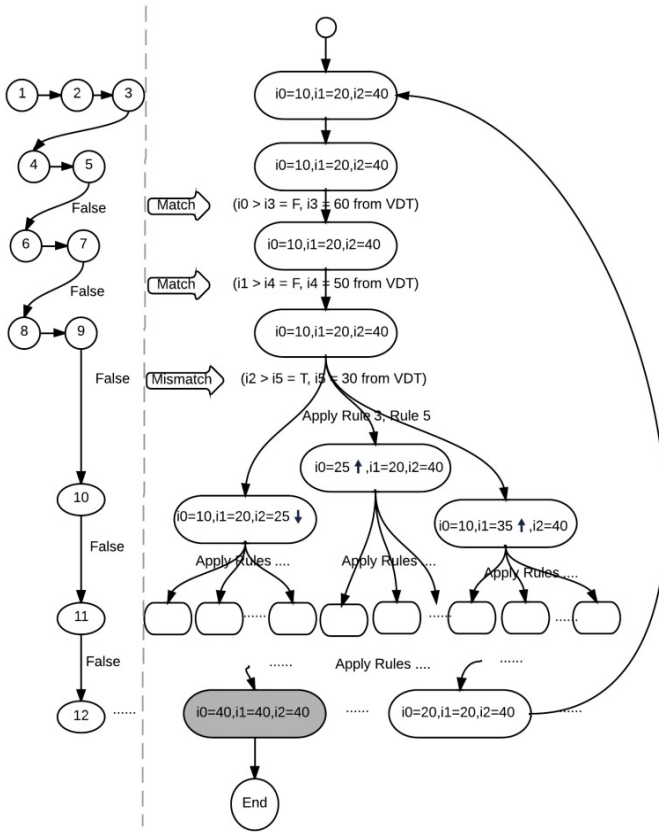 i0=10,i1=20,i2=40
1 2 3
i0=10,i1=20,i2=40
4 5
False
Match
(i0 > i3 = F, i3 = 60 from VDT)
i0=10,i1=20,i2=40
6 7
Match
(i1 > i4 = F, i4 = 50 from VDT)
False
i0=10,i1=20,i2=40
8 9
False
Mismatch
(i2 > i5 = T, i5 = 30 from VDT)
Apply Rule 3, Rule 5
i0=25 ↑ ,i1=20,i2=40
10
i0=10,i1=20,i2=25 ↓
i0=10,i1=35 ↑ ,i2=40
False
Apply Rules ....
Apply Rules ....
Apply Rules ....
11
......
......
......
False
......
Apply Rules ....
......
12
......
i0=40,i1=40,i2=40
......
i0=20,i1=20,i2=40
......
End